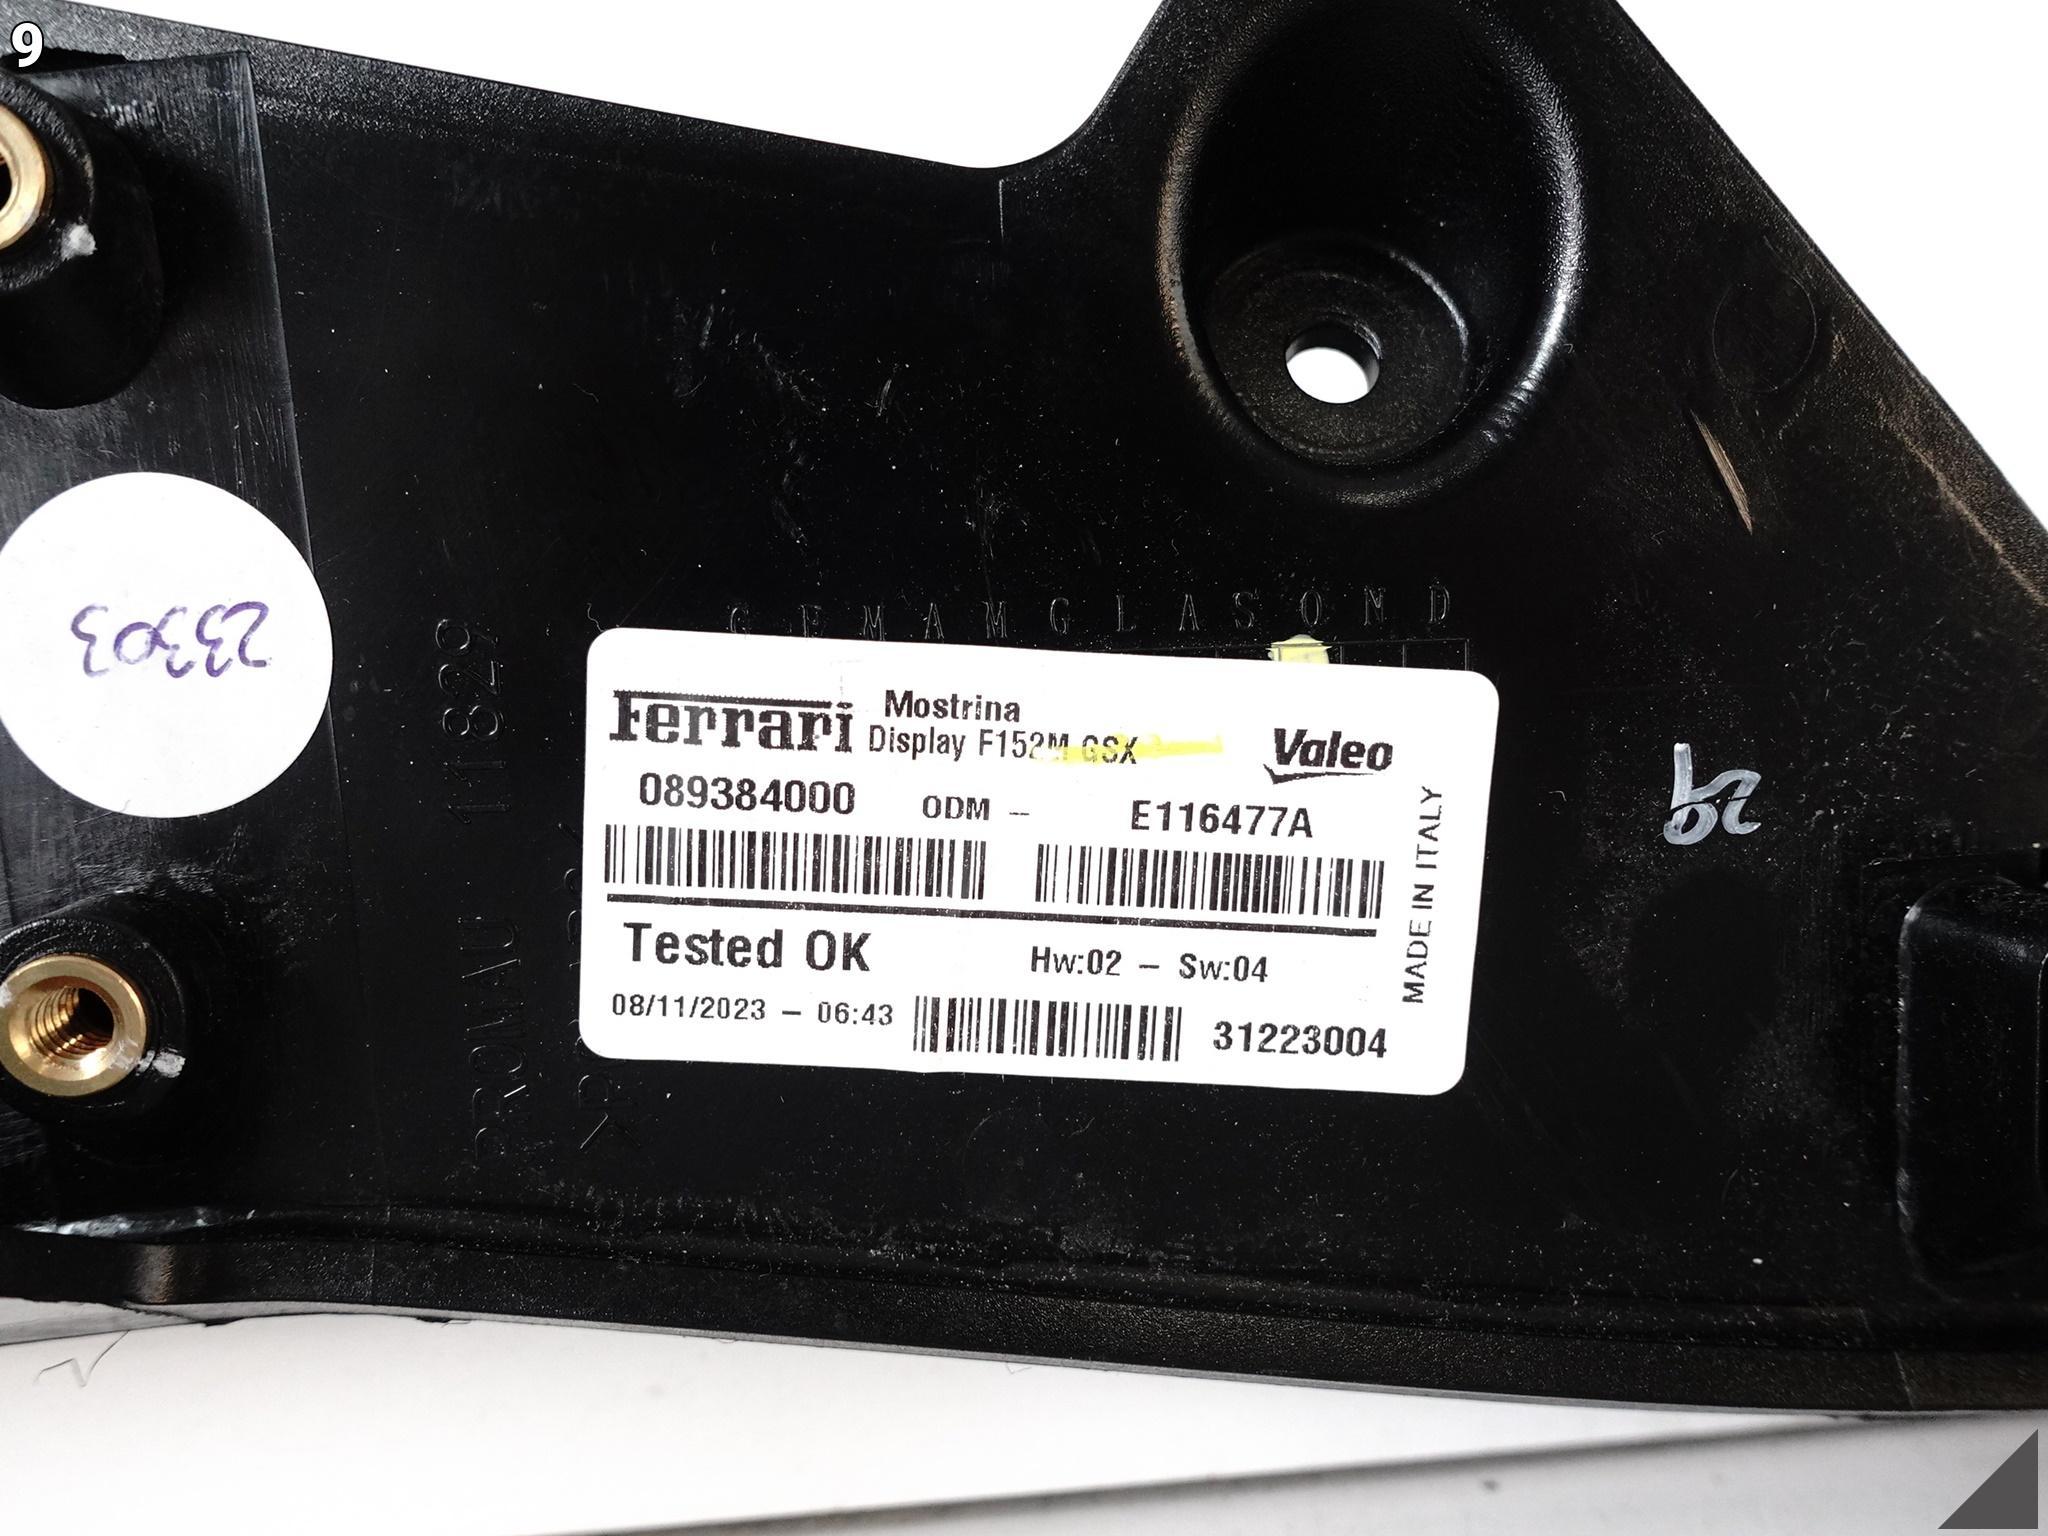 9
23303
11829
PROMAU
G F M A M G L A S O N D
Ferrari
Mostrina
Display F152M GSX
Valeo
089384000
ODM –
E116477A
MADE IN ITALY
Tested OK
Hw:02 – Sw:04
08/11/2023 – 06:43
31223004